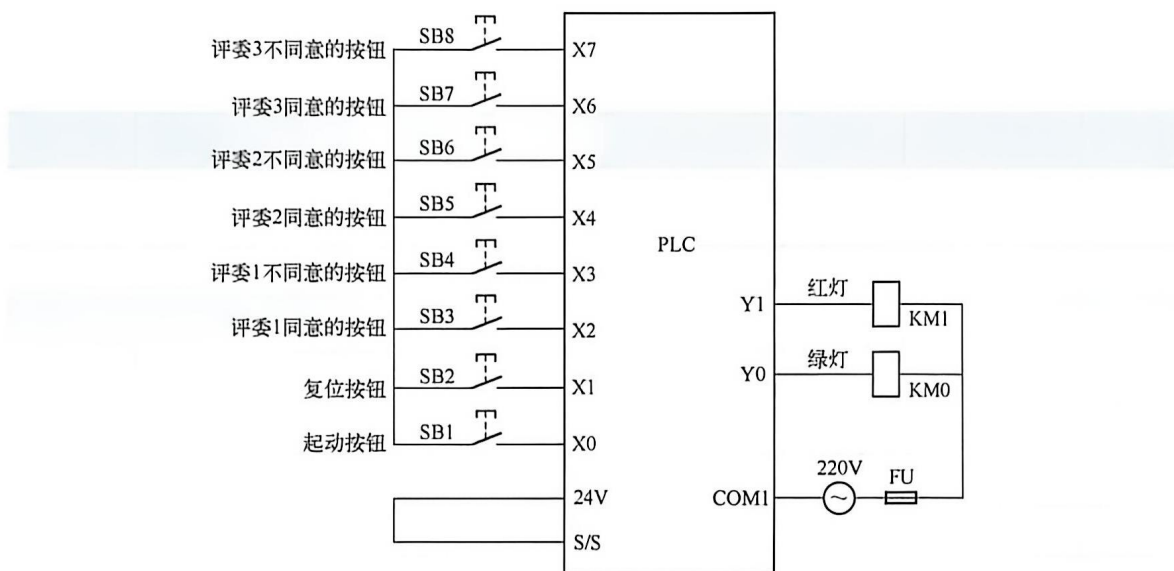 评委3不同意的按钮 SB8 X7
评委3同意的按钮 SB7 X6
评委2不同意的按钮 SB6 X5
评委2同意的按钮 SB5 X4
PLC
评委1不同意的按钮 SB4 X3
红灯
Y1
KM1
评委1同意的按钮 SB3 X2
绿灯
Y0
KM0
复位按钮 SB2 X1
起动按钮 SB1 X0
220V FU
24V
COM1
~
S/S